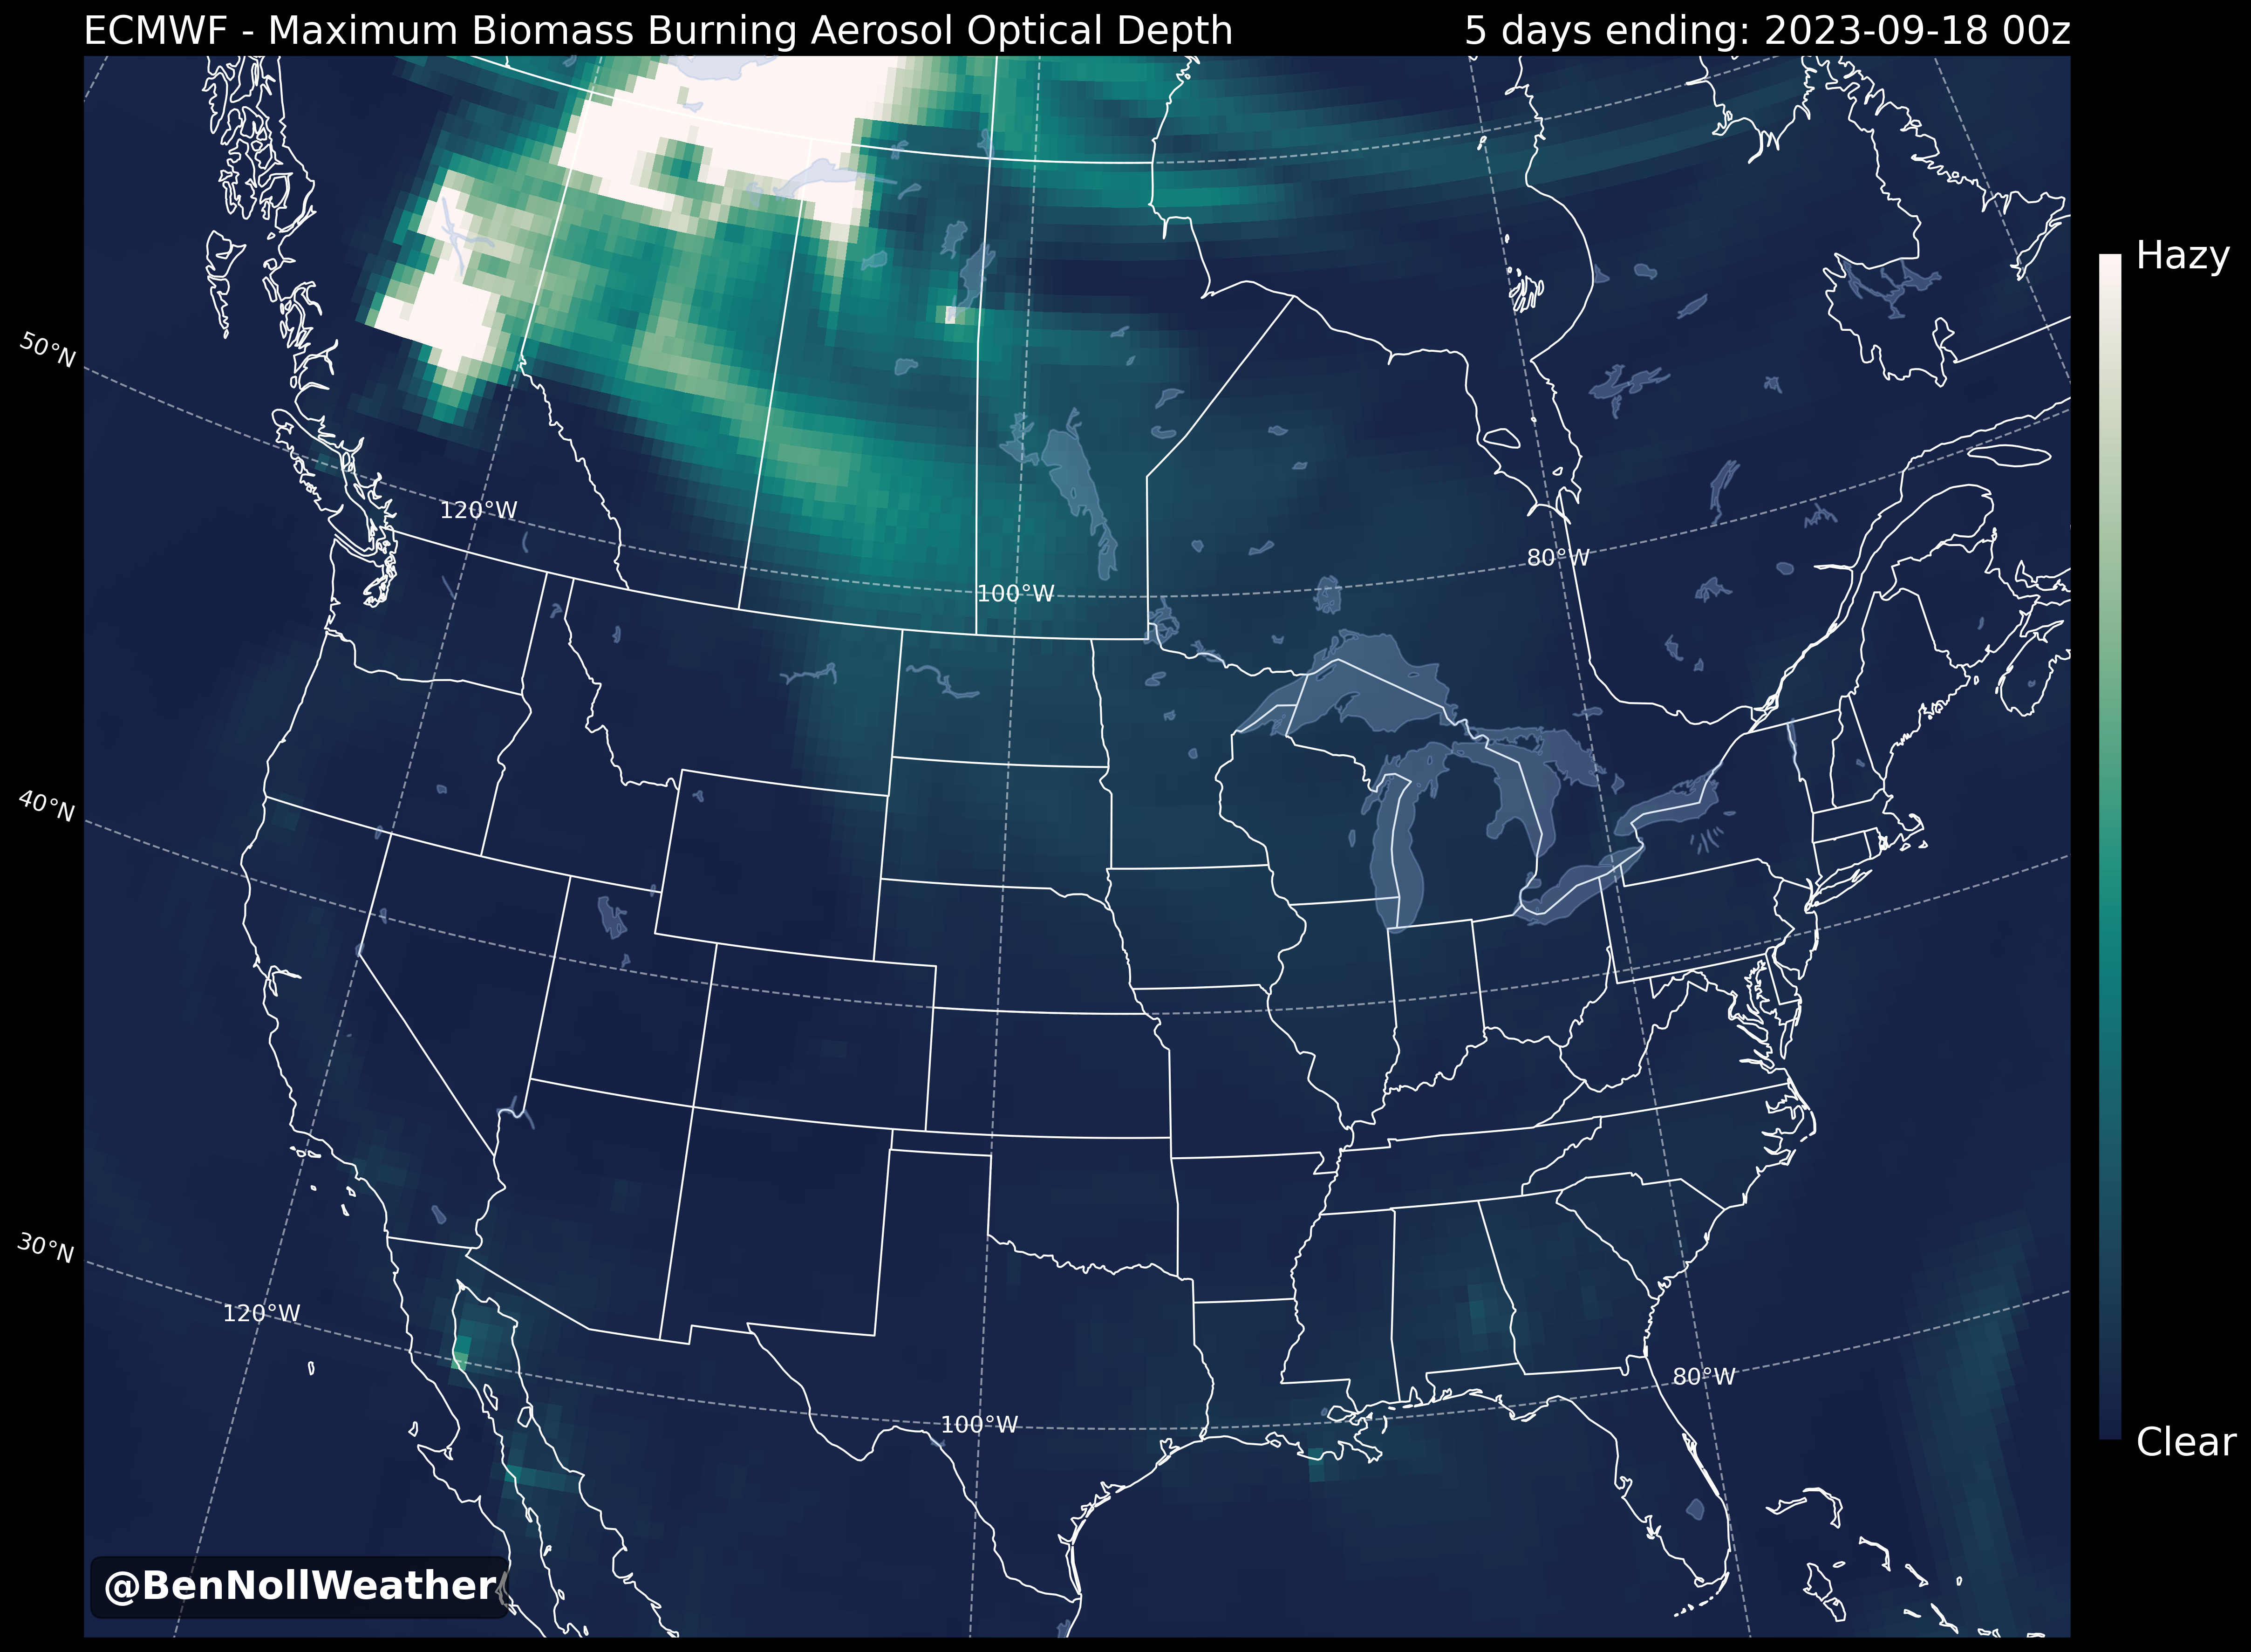 ECMWF - Maximum Biomass Burning Aerosol Optical Depth
5 days ending: 2023-09-18 00z
Hazy
50°N
120°W
80°W
100°W
40°N
30°N
120°W
80°W
100°W
Clear
@BenNollWeather